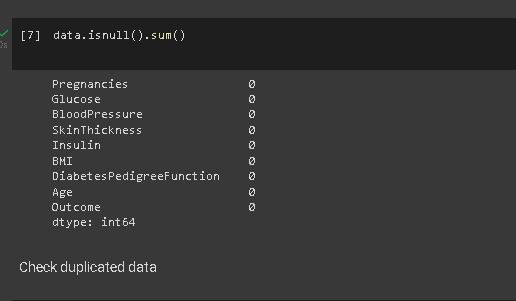 [7] data.isnull().sum()
0s
Pregnancies 0
Glucose 0
BloodPressure 0
SkinThickness 0
Insulin 0
BMI 0
DiabetesPedigreeFunction 0
Age 0
Outcome 0
dtype: int64
Check duplicated data